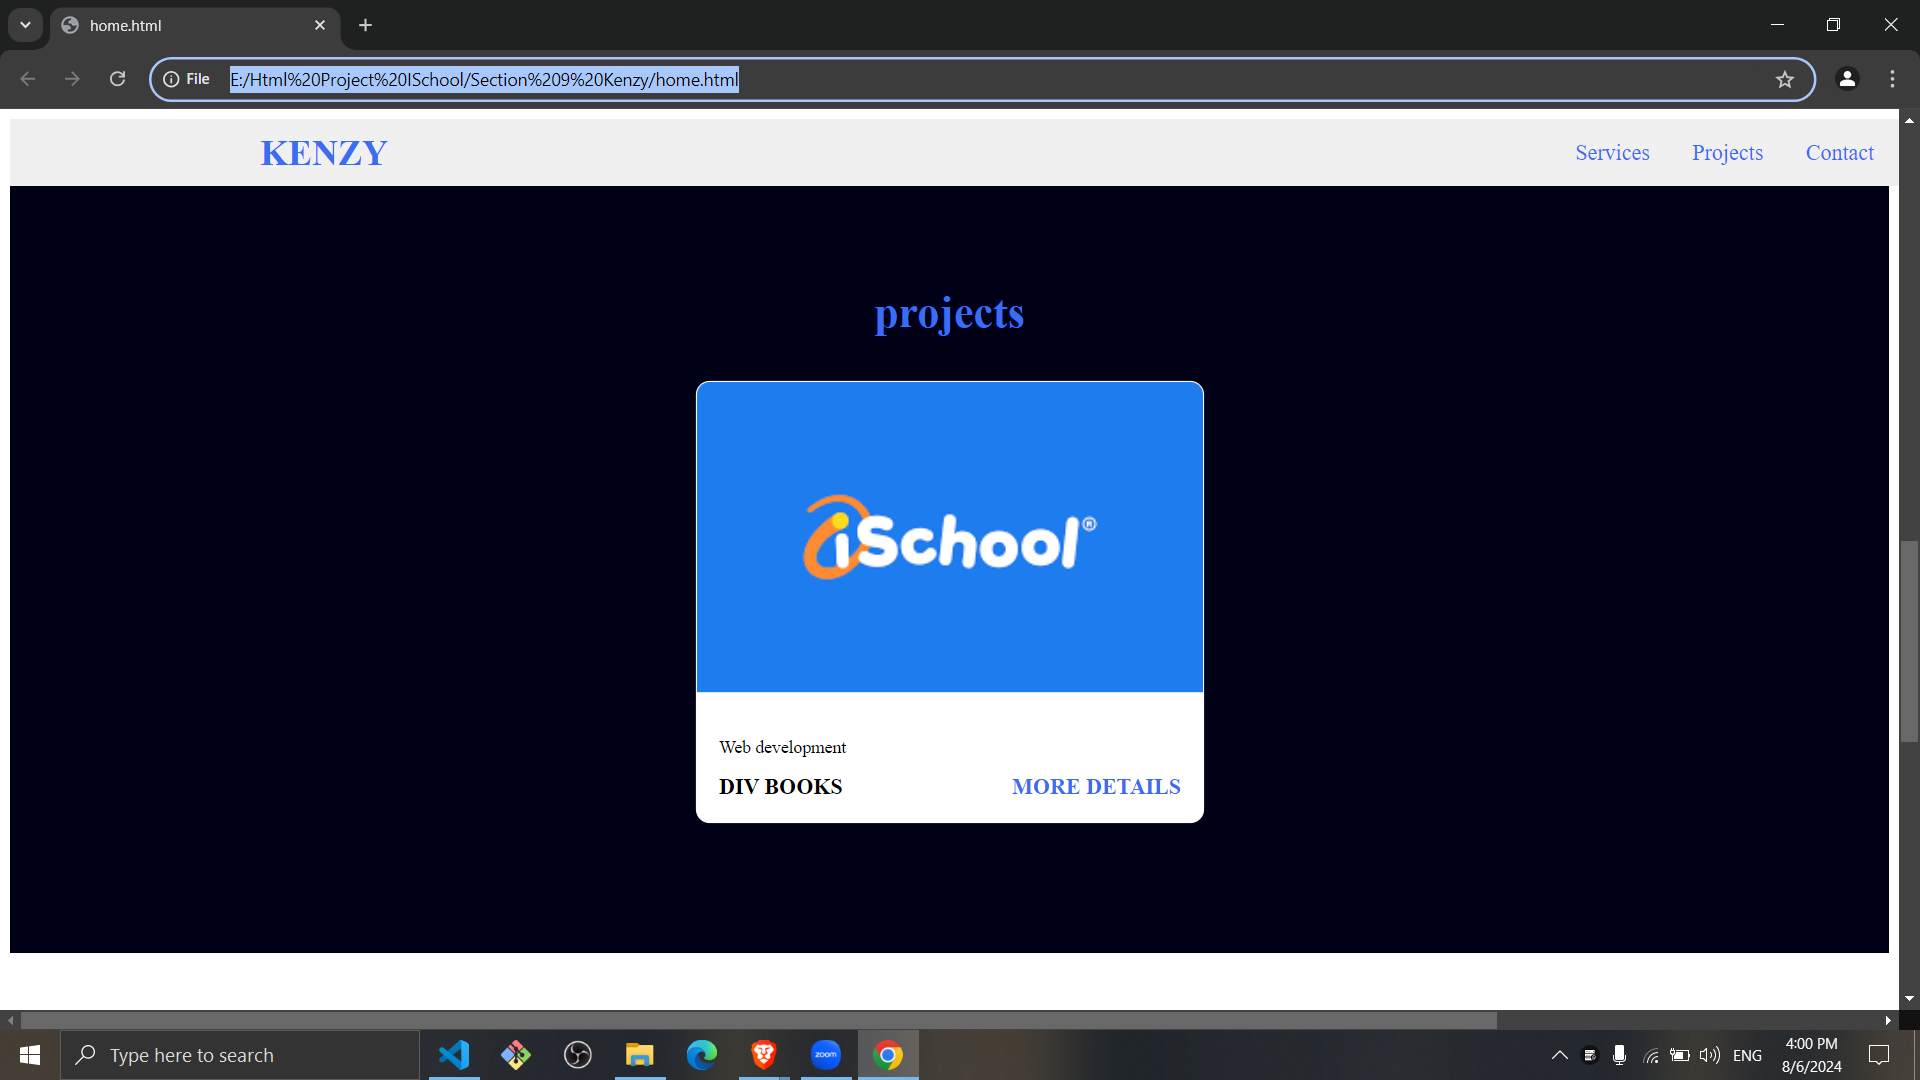 home.html
File
E:/Html%20Project%20ISchool/Section%209%20Kenzy/home.html
KENZY
Services
Projects
Contact
projects
iSchool®
Web development
DIV BOOKS
MORE DETAILS
Type here to search
zoom
ENG
4:00 PM
8/6/2024